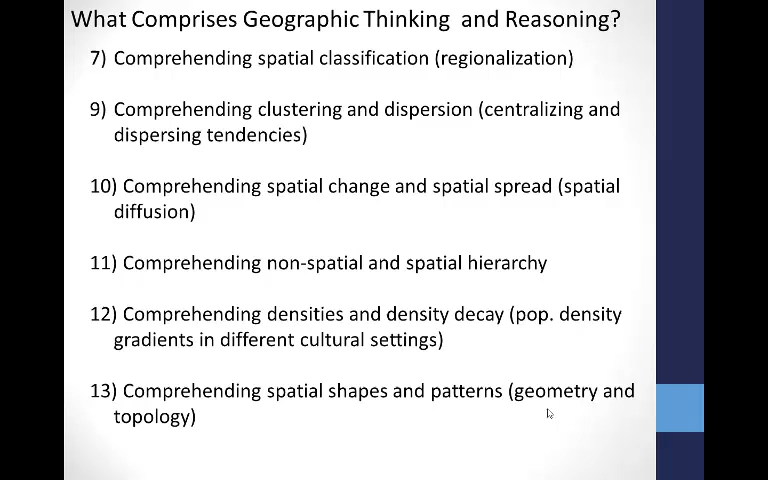 What Comprises Geographic Thinking and Reasoning?
7) Comprehending spatial classification (regionalization)
9) Comprehending clustering and dispersion (centralizing and
dispersing tendencies)
10) Comprehending spatial change and spatial spread (spatial
diffusion)
11) Comprehending non-spatial and spatial hierarchy
12) Comprehending densities and density decay (pop. density
gradients in different cultural settings)
13) Comprehending spatial shapes and patterns (geometry and
topology)